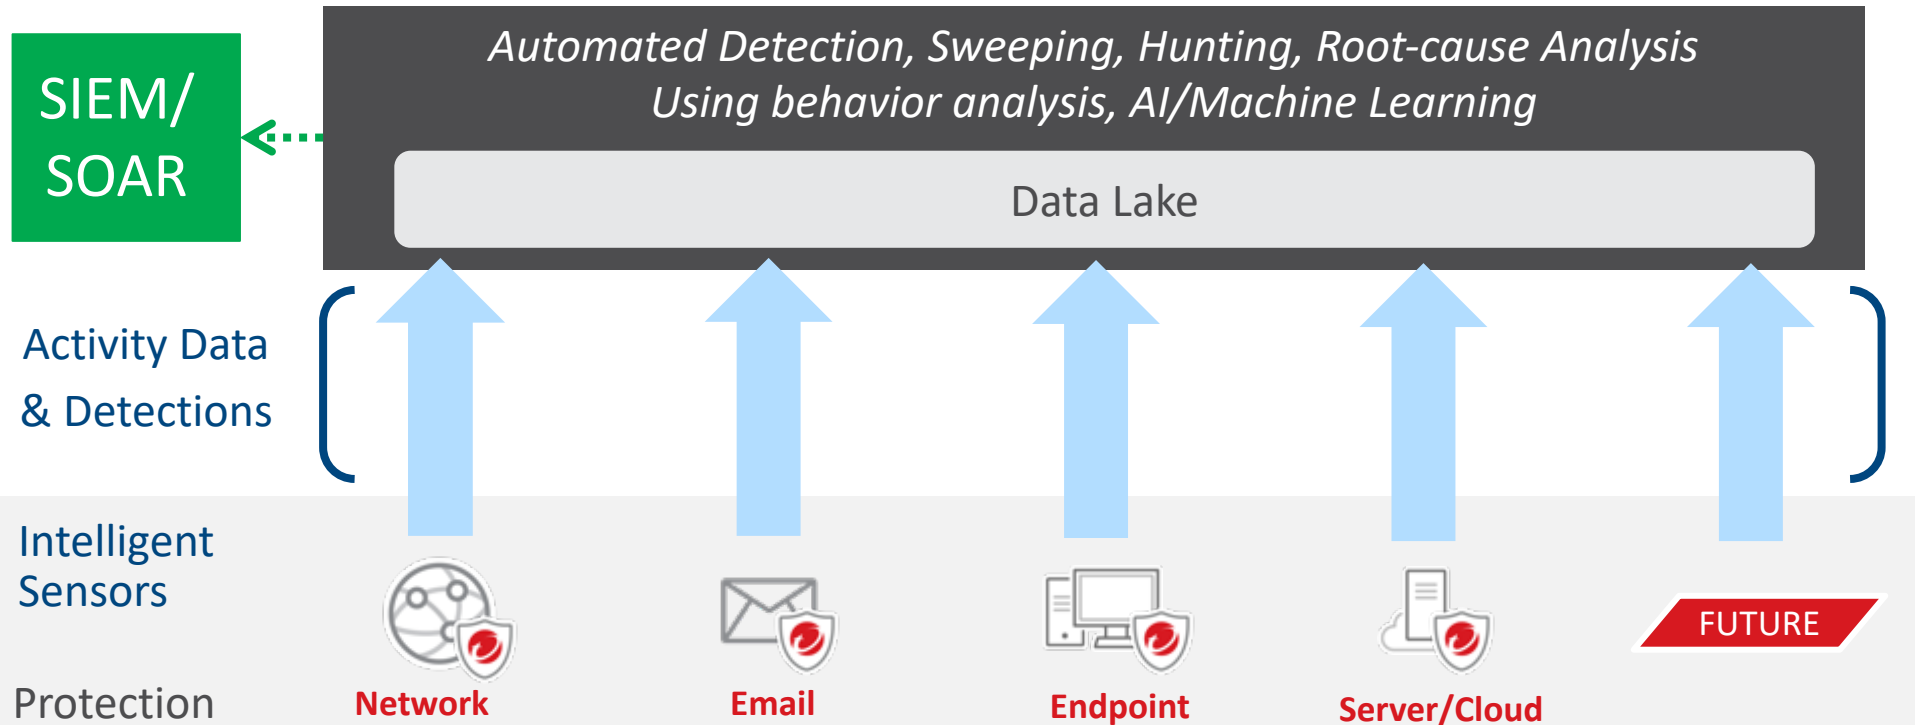 SIEM/
SOAR
Automated Detection, Sweeping, Hunting, Root-cause Analysis
Using behavior analysis, AI/Machine Learning
Data Lake
Activity Data
& Detections
Intelligent
Sensors
FUTURE
Protection
Network
Email
Endpoint
Server/Cloud